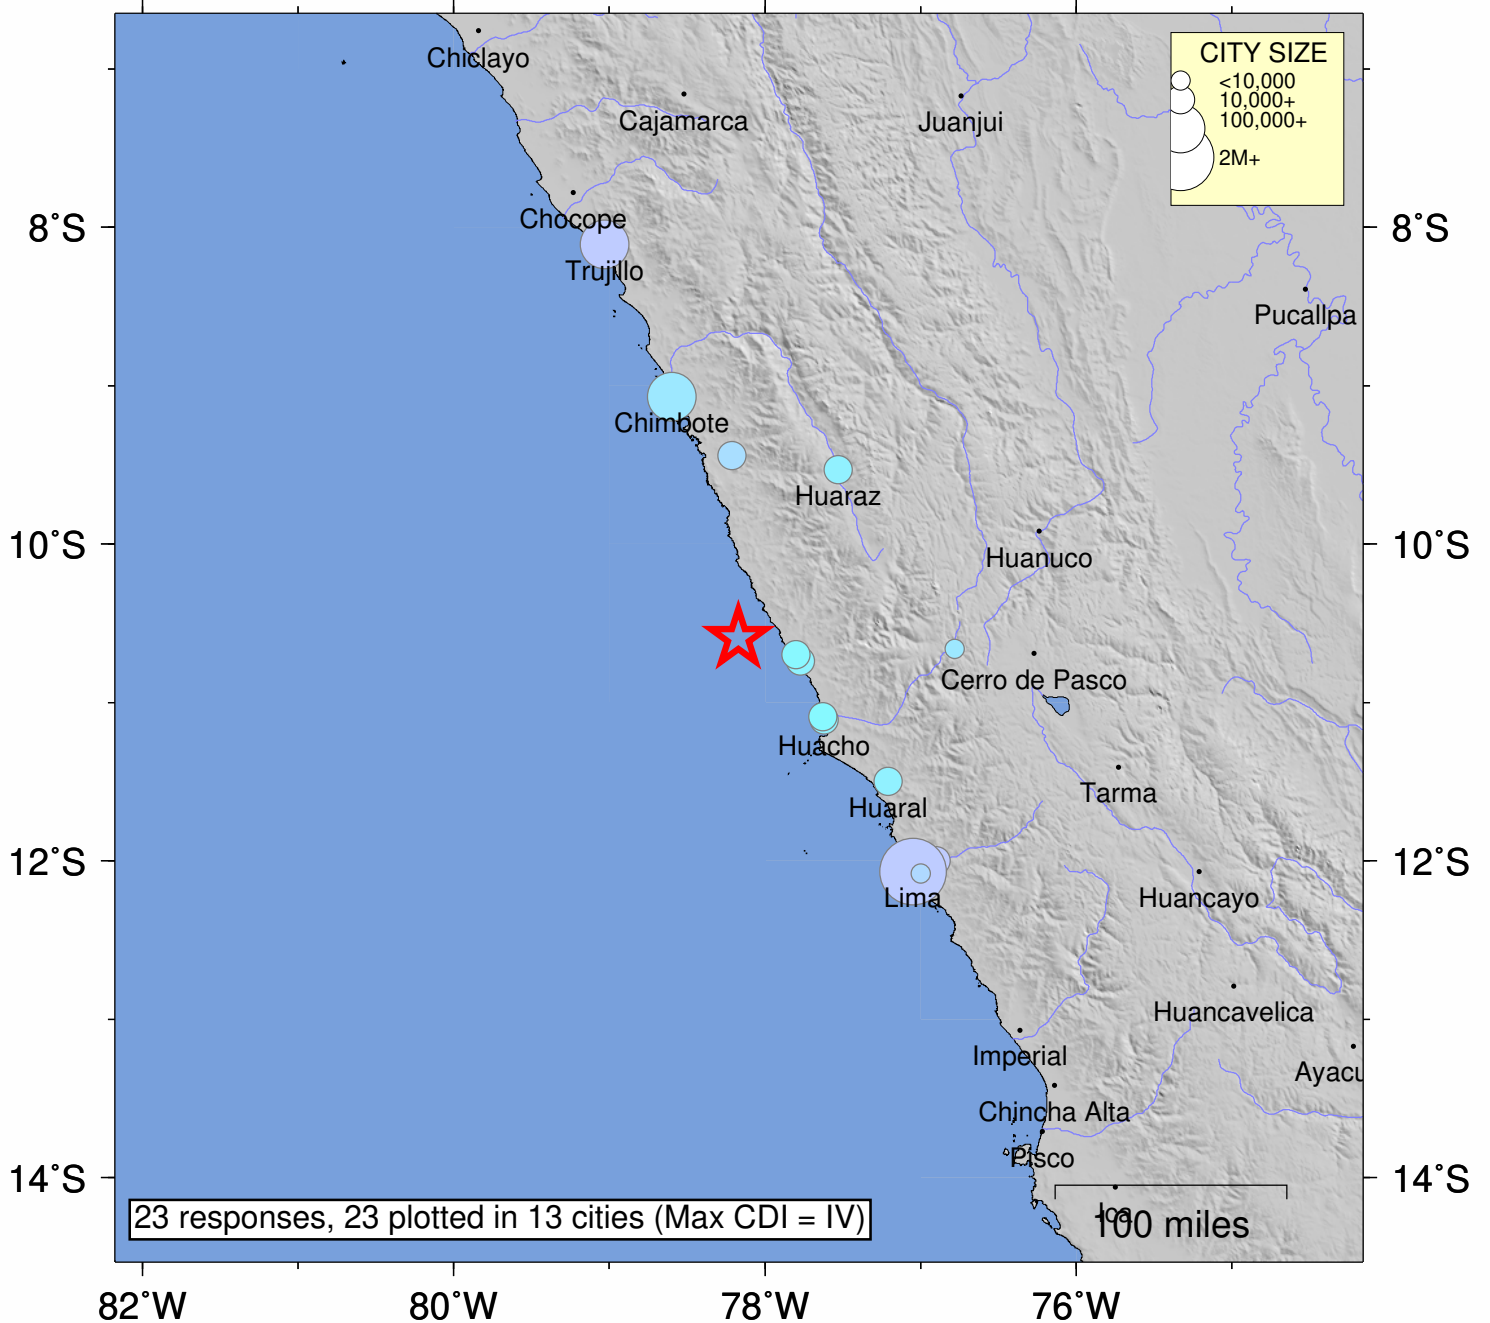 CITY SIZE
<10,000
10,000+
100,000+
2M+
Chiclayo
Cajamarca
Juanjui
Chocope
Trujillo
8°S
8°S
Pucallpa
Chimbote
Huaraz
10°S
10°S
Huanuco
Cerro de Pasco
Huacho
Tarma
Huaral
12°S
12°S
Lima
Huancayo
Huancavelica
Imperial
Ayacu
Chincha Alta
Pisco
14°S
14°S
Ica
100 miles
23 responses, 23 plotted in 13 cities (Max CDI = IV)
82°W
80°W
78°W
76°W